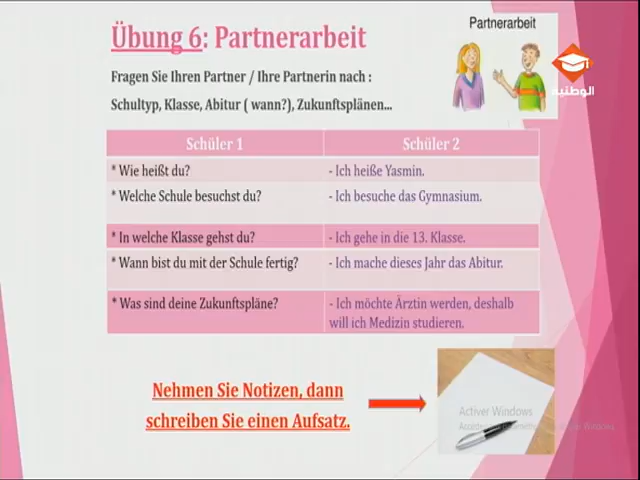 Übung 6: Partnerarbeit
Partnerarbeit
الوطنية
Fragen Sie Ihren Partner / Ihre Partnerin nach :
Schultyp, Klasse, Abitur ( wann?), Zukunftsplänen...
Schüler 1
Schüler 2
* Wie heißt du?
- Ich heiße Yasmin.
* Welche Schule besuchst du?
- Ich besuche das Gymnasium.
* In welche Klasse gehst du?
- Ich gehe in die 13. Klasse.
* Wann bist du mit der Schule fertig?
- Ich mache dieses Jahr das Abitur.
* Was sind deine Zukunftspläne?
- Ich möchte Ärztin werden, deshalb
will ich Medizin studieren.
Nehmen Sie Notizen, dann
schreiben Sie einen Aufsatz.
Activer Windows
Windows.